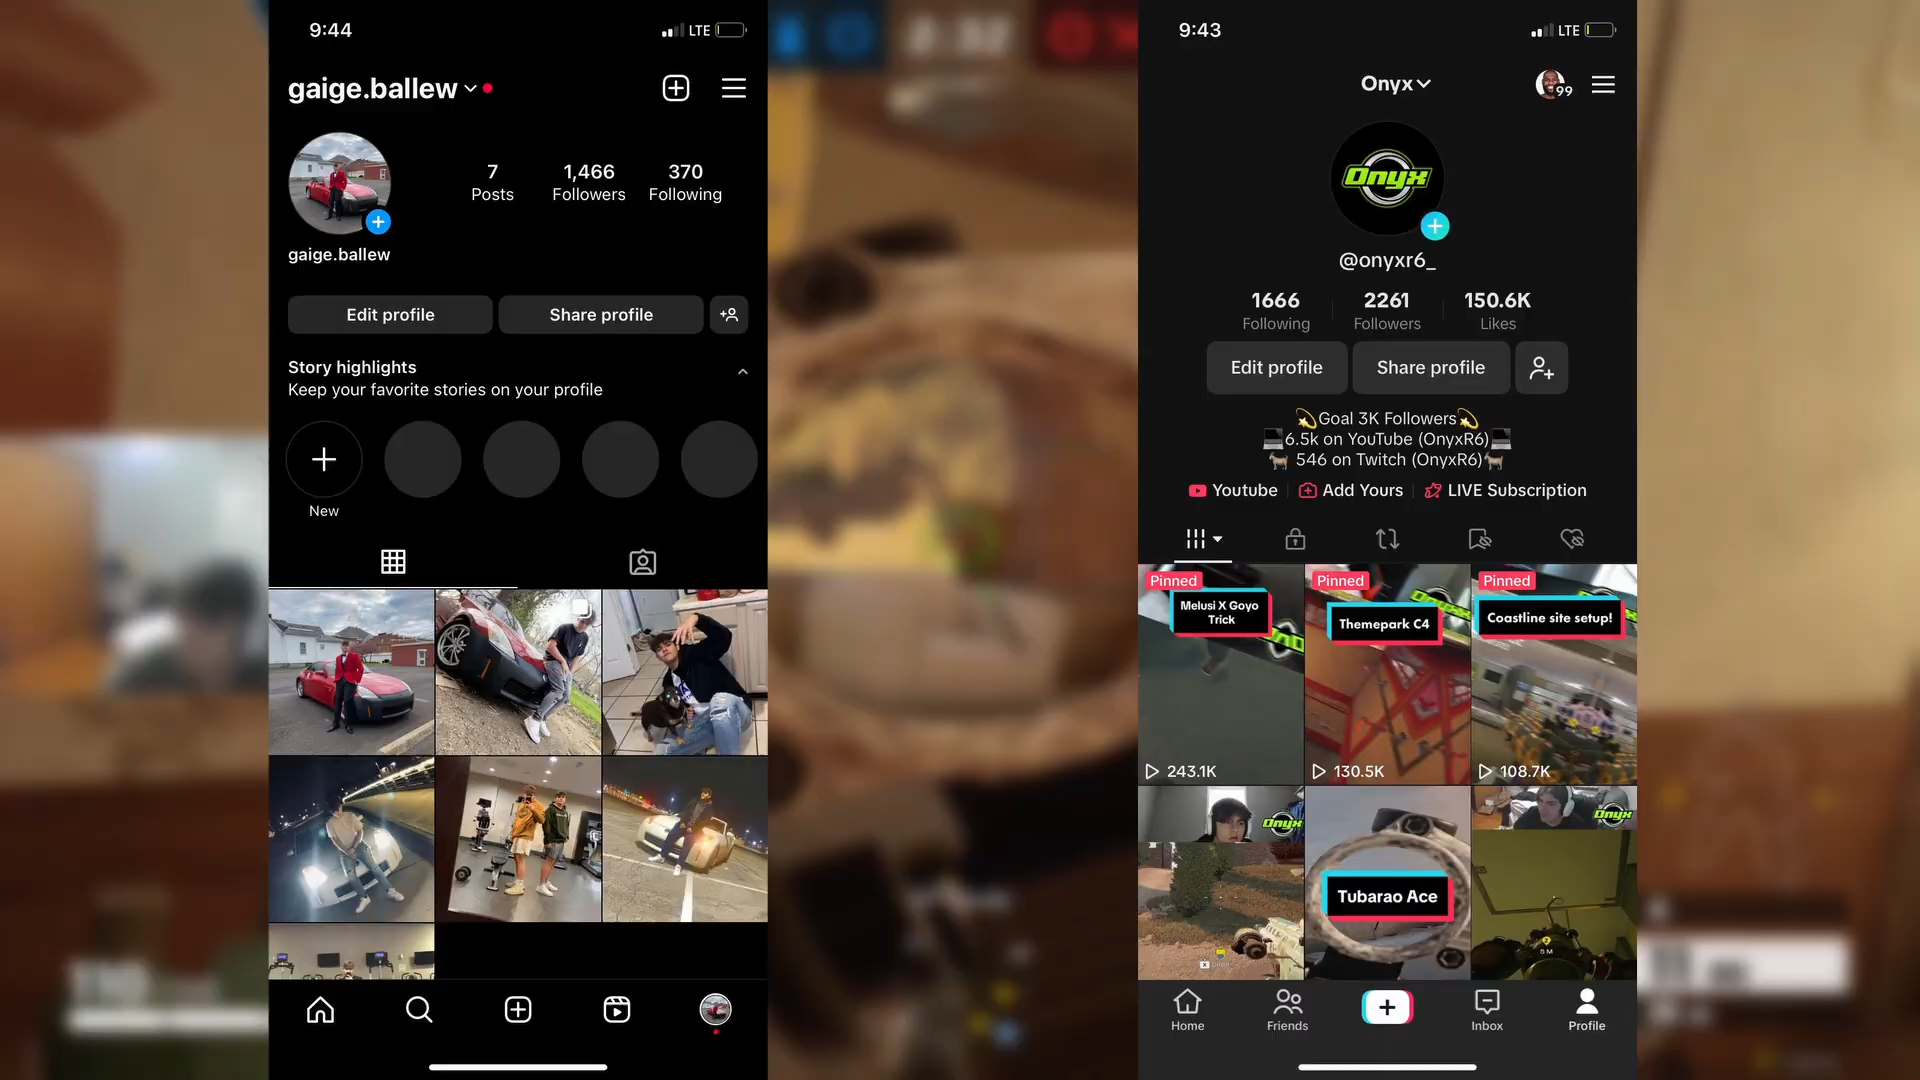 9:44
LTE
gaige.ballew
7
Posts
1,466
Followers
370
Following
gaige.ballew
Edit profile
Share profile
Story highlights
Keep your favorite stories on your profile
New
2:32
9:43
LTE
Onyx
99
Onyx
@onyxr6_
1666
Following
2261
Followers
150.6K
Likes
Edit profile
Share profile
💫Goal 3K Followers💫
💻6.5k on YouTube (OnyxR6)💻
🐐 546 on Twitch (OnyxR6)🐐
Youtube
Add Yours
LIVE Subscription
Pinned
Melusi X Goyo
Trick
243.1K
Pinned
Themepark C4
130.5K
Pinned
Coastline site setup!
108.7K
Onyx
Tubarao Ace
Onyx
5 M
Home
Friends
Inbox
Profile